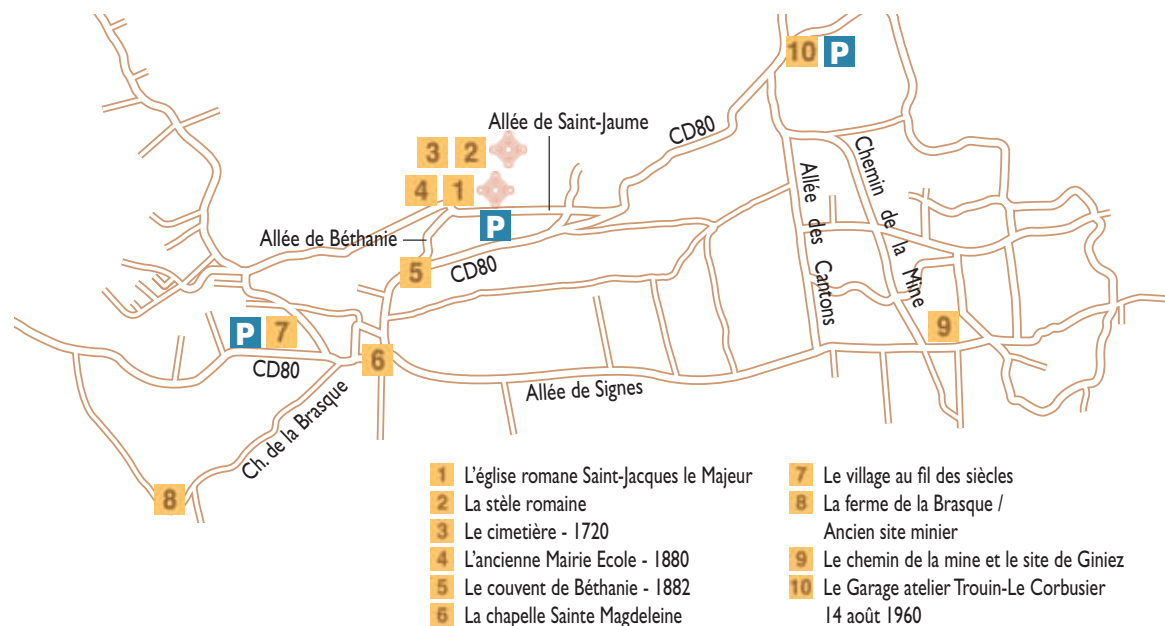 10 P
CD80
Allée de Saint-Jaume
3 2
4 1
P
Allée de Béthanie
5
CD80
Allée des Cantons
Chemin de la Mine
P 7
CD80
6
9
Allée de Signes
Ch. de la Brasque
8
1 L'église romane Saint-Jacques le Majeur
2 La stèle romaine
3 Le cimetière - 1720
4 L'ancienne Mairie Ecole - 1880
5 Le couvent de Béthanie - 1882
6 La chapelle Sainte Magdeleine
7 Le village au fil des siècles
8 La ferme de la Brasque /
Ancien site minier
9 Le chemin de la mine et le site de Giniez
10 Le Garage atelier Trouin-Le Corbusier
14 août 1960